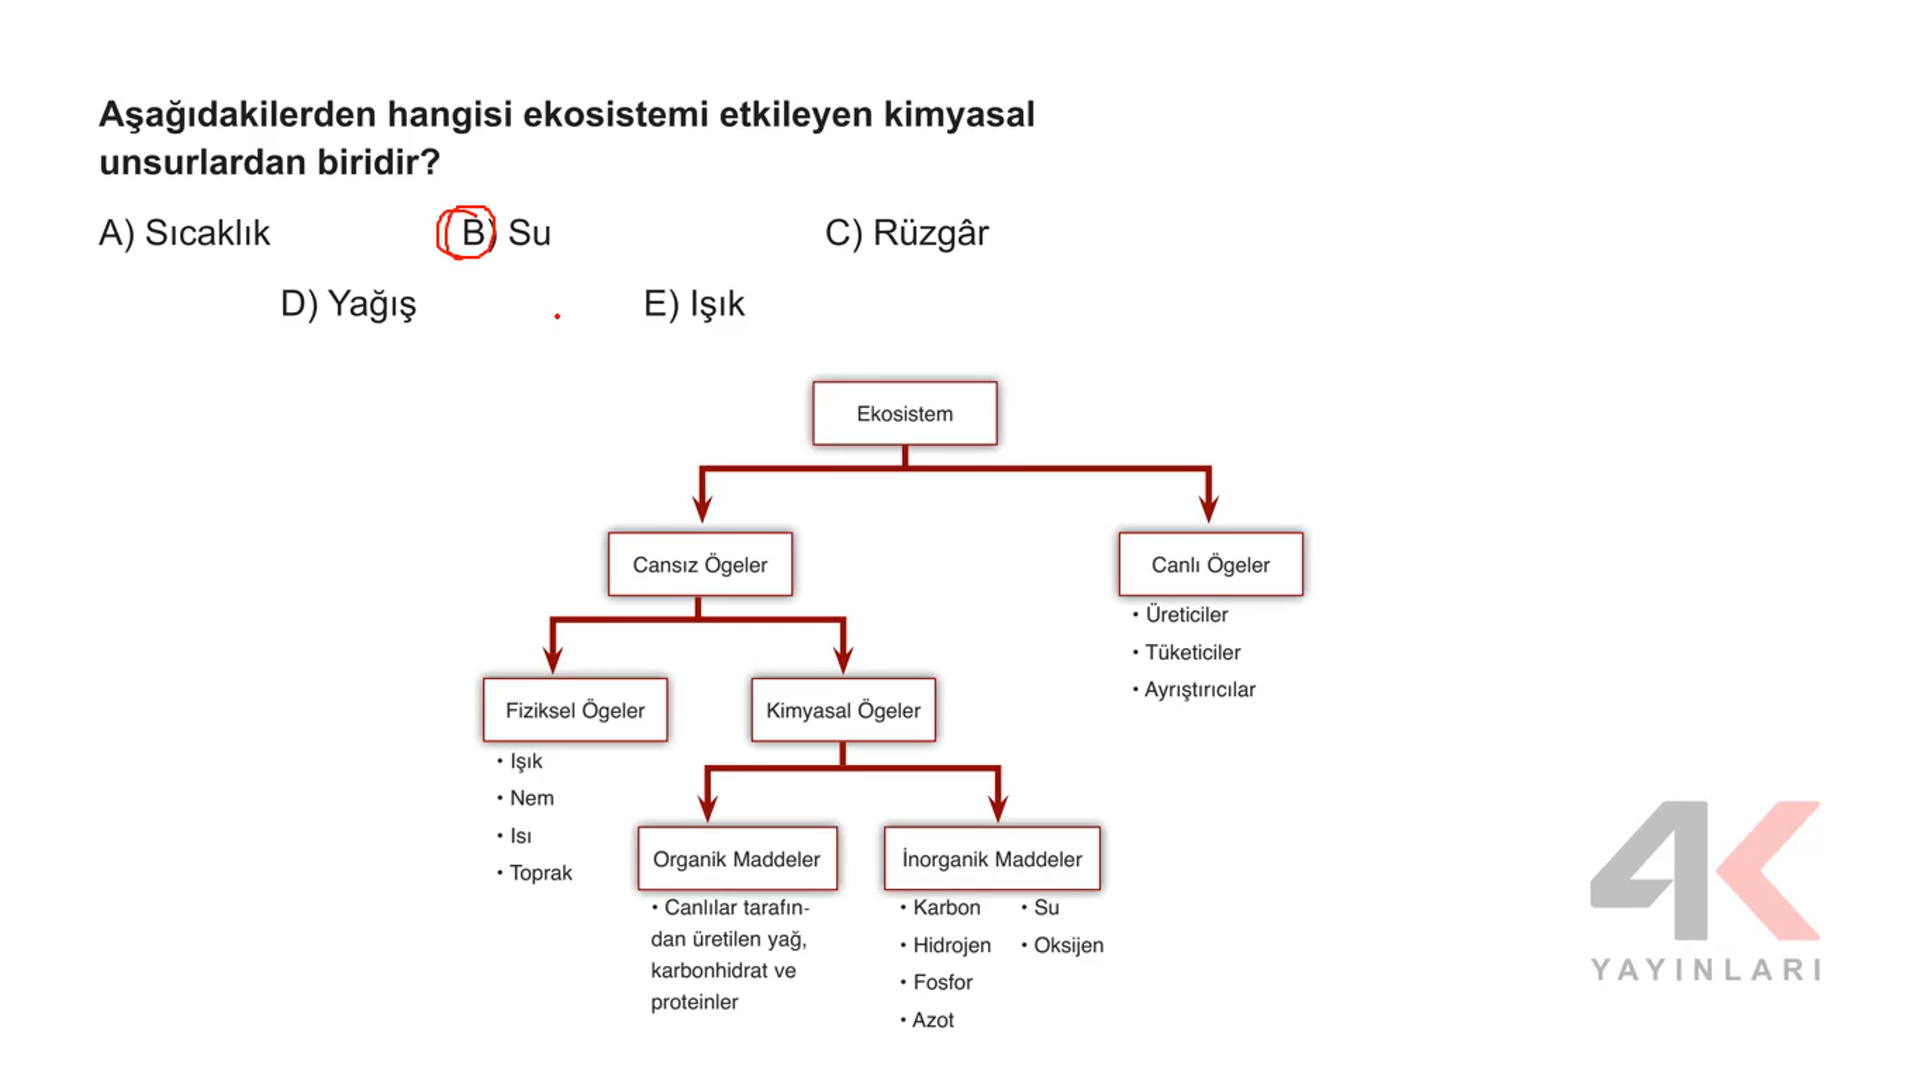 Aşağıdakilerden hangisi ekosistemi etkileyen kimyasal
unsurlardan biridir?
A) Sıcaklık B) Su C) Rüzgâr
D) Yağış E) Işık
Ekosistem
Cansız Ögeler
Canlı Ögeler
• Üreticiler
• Tüketiciler
• Ayrıştırıcılar
Fiziksel Ögeler
• Işık
• Nem
• Isı
• Toprak
Kimyasal Ögeler
Organik Maddeler
• Canlılar tarafın-
dan üretilen yağ,
karbonhidrat ve
proteinler
İnorganik Maddeler
• Karbon • Su
• Hidrojen • Oksijen
• Fosfor
• Azot
4K
YAYINLARI